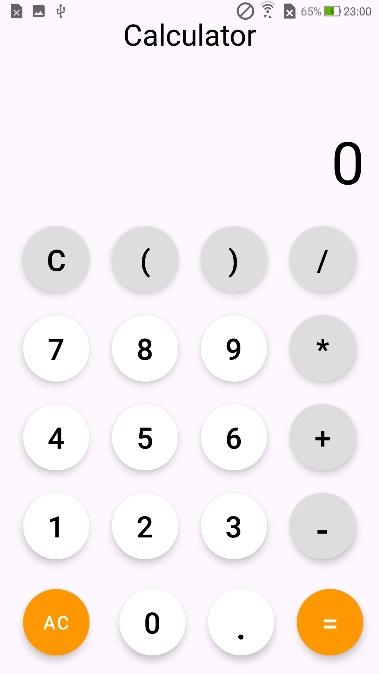 65% 23:00
Calculator
0
C ( ) /
7 8 9 *
4 5 6 +
1 2 3 -
AC 0 . =